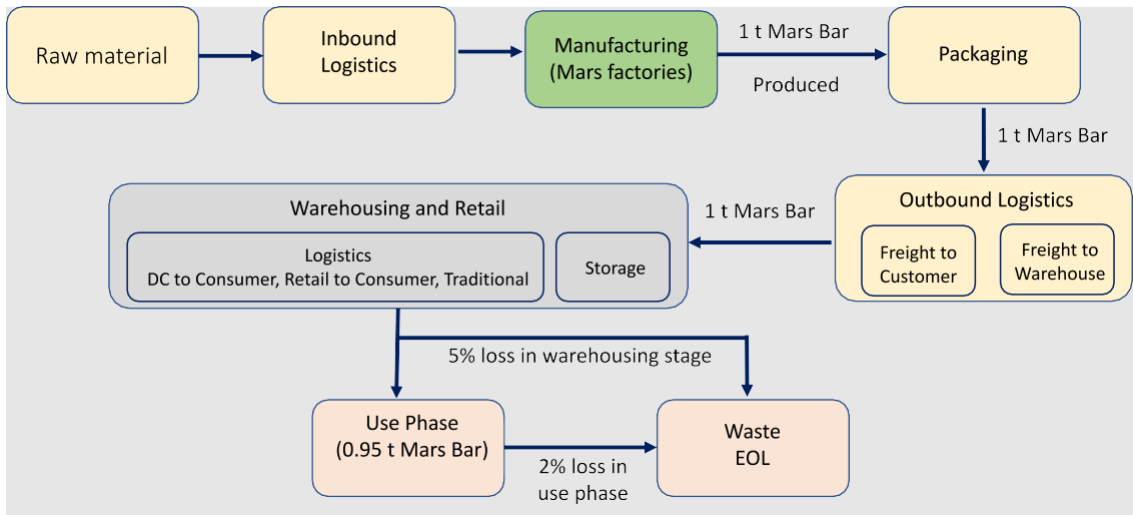 Raw material
Inbound
Logistics
Manufacturing
(Mars factories)
1 t Mars Bar
Produced
Packaging
1 t Mars Bar
Outbound Logistics
Freight to
Customer
Freight to
Warehouse
1 t Mars Bar
Warehousing and Retail
Logistics
DC to Consumer, Retail to Consumer, Traditional
Storage
5% loss in warehousing stage
Use Phase
(0.95 t Mars Bar)
2% loss in
use phase
Waste
EOL